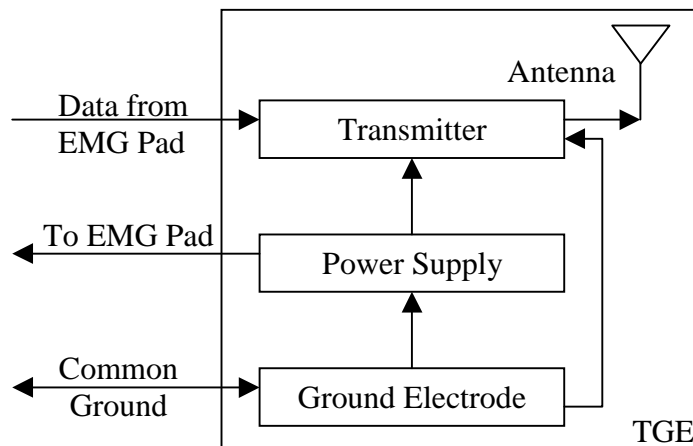 Antenna
Data from
EMG Pad
Transmitter
To EMG Pad
Power Supply
Common
Ground
Ground Electrode
TGE